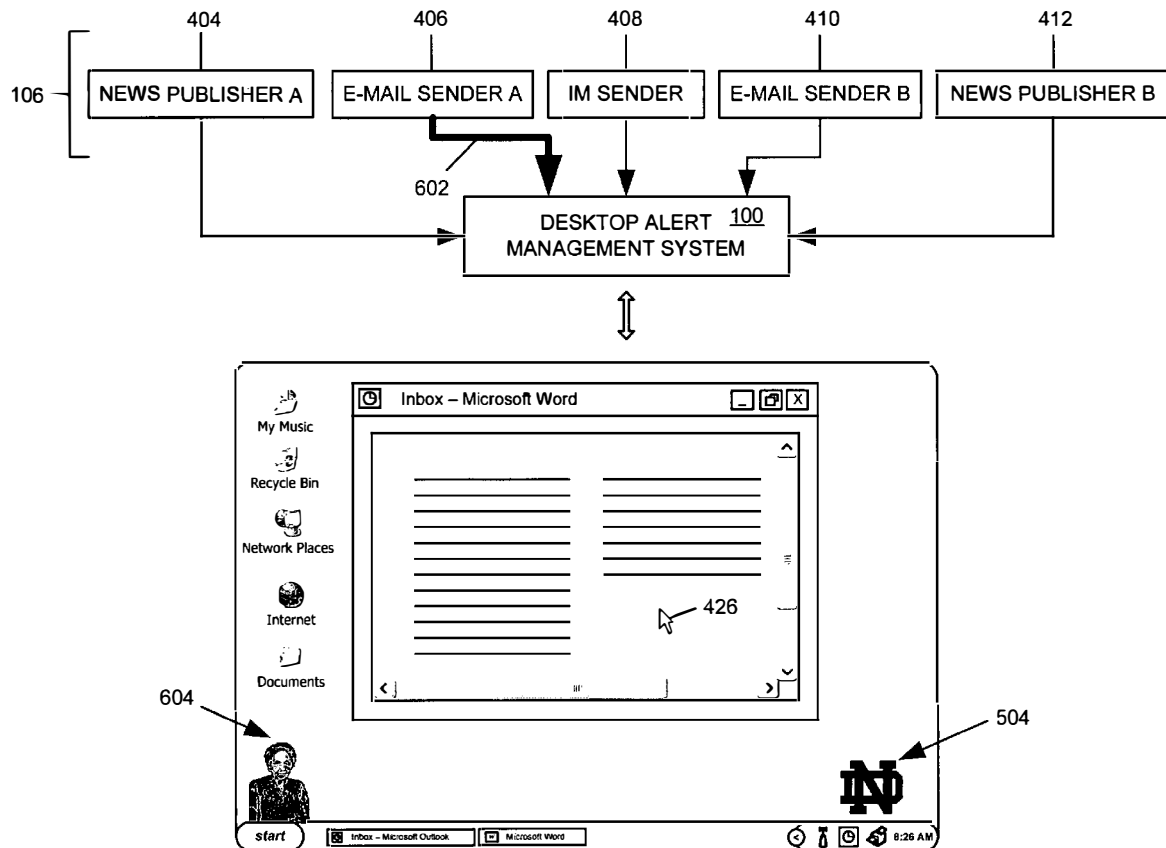 404 406 408 410 412
106
NEWS PUBLISHER A E-MAIL SENDER A IM SENDER E-MAIL SENDER B NEWS PUBLISHER B
602
DESKTOP ALERT 100
MANAGEMENT SYSTEM
Inbox – Microsoft Word
X
My Music
Recycle Bin
Network Places
426
Internet
Documents
604
504
ND
start Inbox – Microsoft Outlook W Microsoft Word 8:26 AM